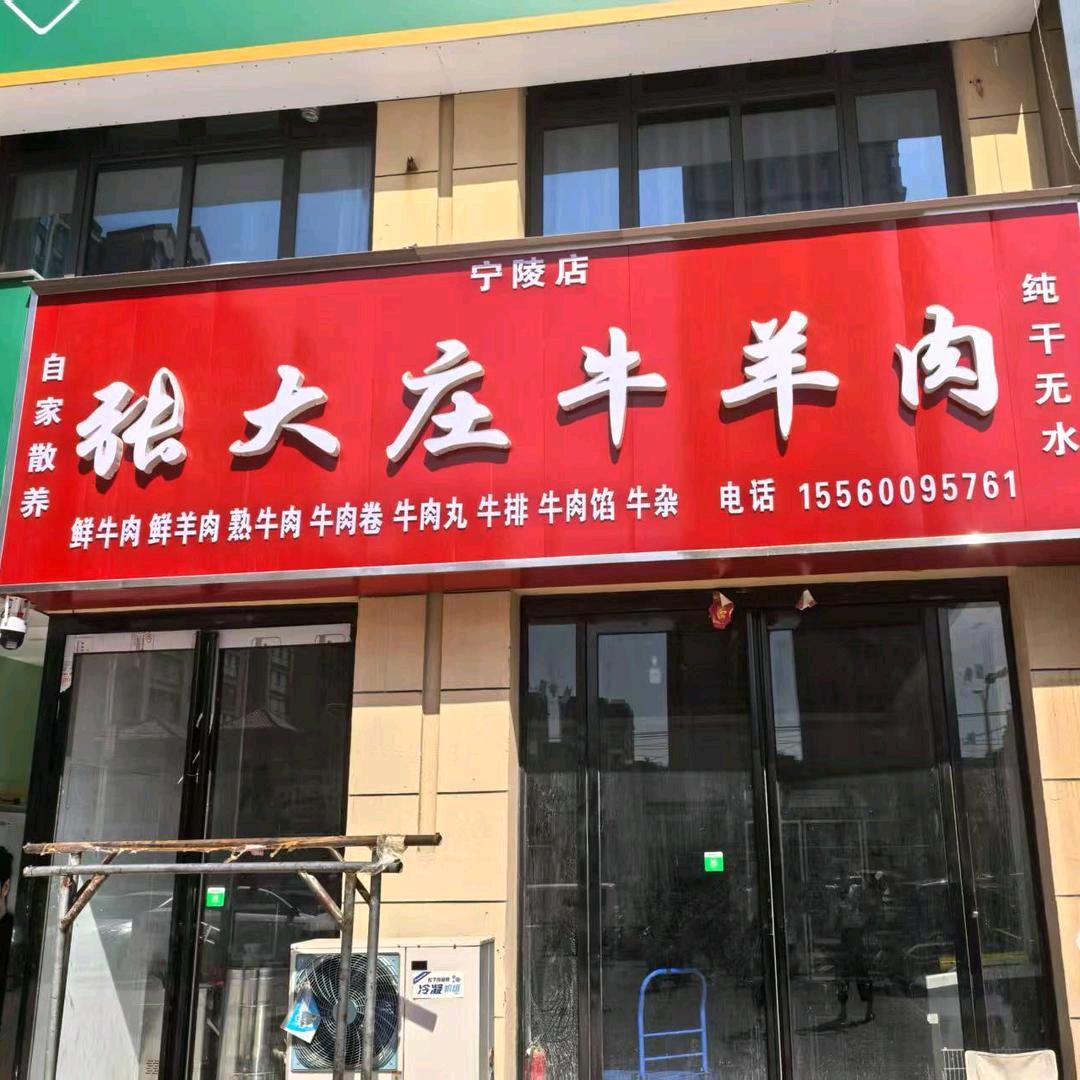 宁陵店
自家散养
张大庄牛羊肉
纯干无水
鲜牛肉 鲜羊肉 熟牛肉 牛肉卷 牛肉丸 牛排 牛肉馅 牛杂 电话 15560095761
冷凝机组